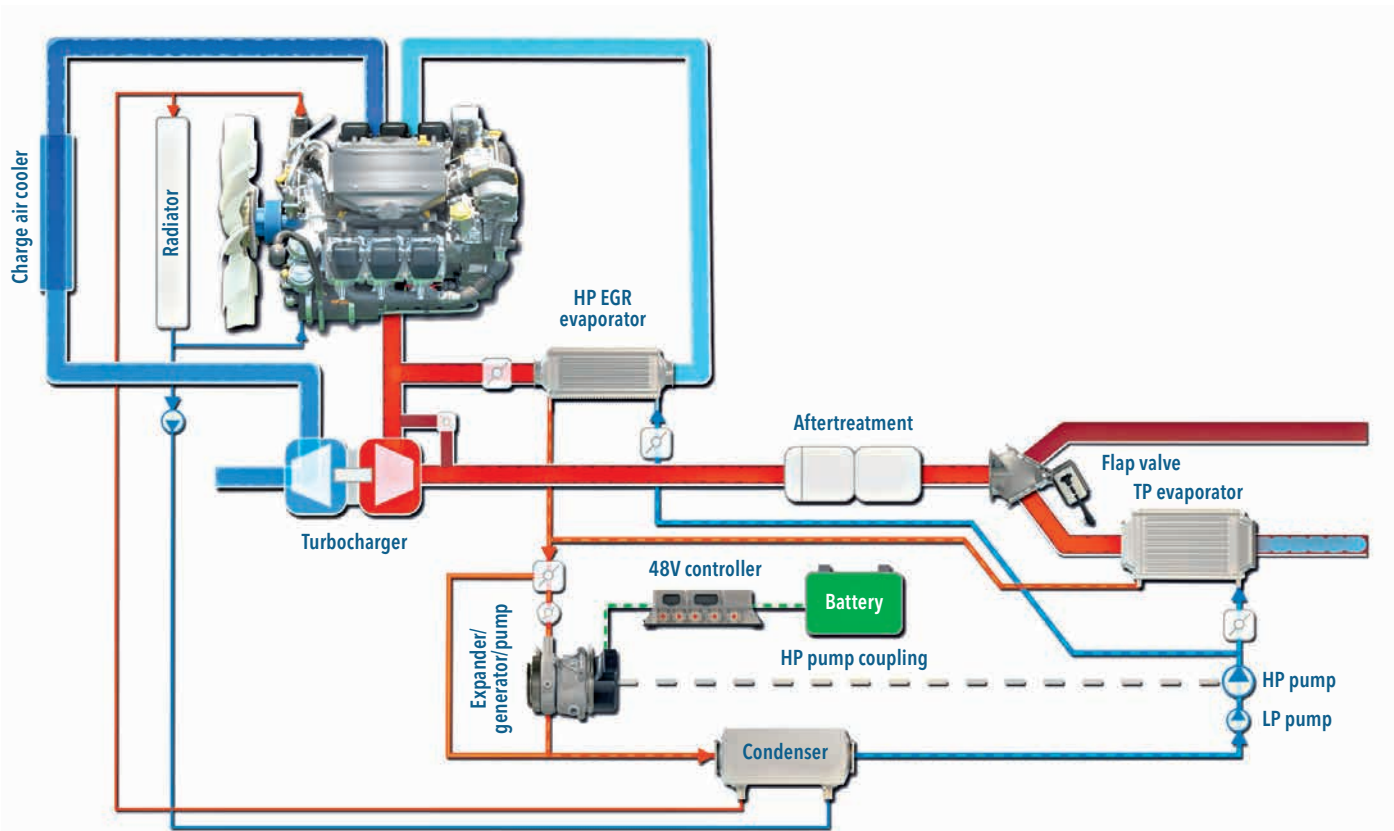 Charge air cooler
Radiator
HP EGR
evaporator
Aftertreatment
Flap valve
TP evaporator
Turbocharger
48V controller
Battery
Expander/
generator/pump
HP pump coupling
HP pump
LP pump
Condenser